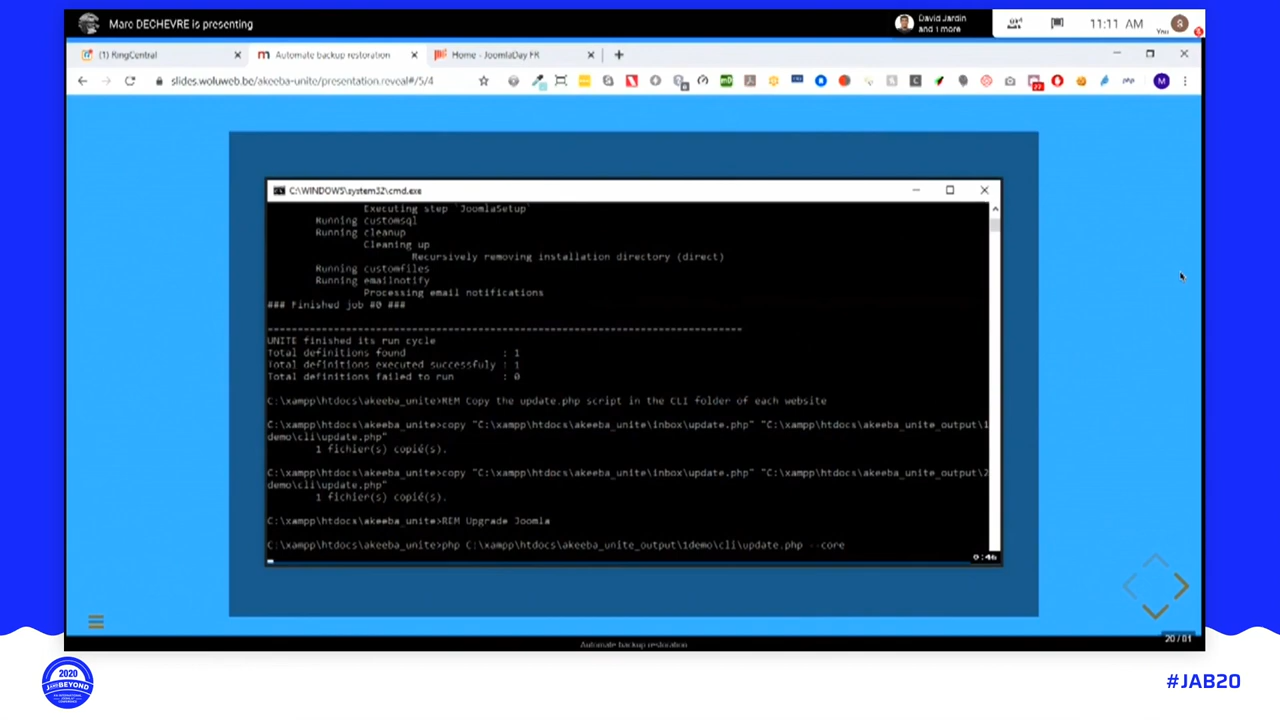 Marc DECHEVRE is presenting
David Jardin
and 1 more
11:11 AM
You
S
(1) RingCentral
Automate backup restoration
Home - JoomlaDay FR
slides.woluweb.be/akeeba-unite/presentation.reveal#/5/4
M
C:\WINDOWS\system32\cmd.exe
Executing step `JoomlaSetup'
Running customsql
Running cleanup
Cleaning up
Recursively removing installation directory (direct)
Running customfiles
Running emailnotify
Processing email notifications
### Finished job #0 ###
===============================================================================
UNITE finished its run cycle
Total definitions found : 1
Total definitions executed successfuly : 1
Total definitions failed to run : 0
C:\xampp\htdocs\akeeba_unite>REM Copy the update.php script in the CLI folder of each website
C:\xampp\htdocs\akeeba_unite>copy "C:\xampp\htdocs\akeeba_unite\inbox\update.php" "C:\xampp\htdocs\akeeba_unite_output\1
demo\cli\update.php"
1 fichier(s) copié(s).
C:\xampp\htdocs\akeeba_unite>copy "C:\xampp\htdocs\akeeba_unite\inbox\update.php" "C:\xampp\htdocs\akeeba_unite_output\2
demo\cli\update.php"
1 fichier(s) copié(s).
C:\xampp\htdocs\akeeba_unite>REM Upgrade Joomla
C:\xampp\htdocs\akeeba_unite>php C:\xampp\htdocs\akeeba_unite_output\1demo\cli\update.php --core
0:46
20 / 81
Automate backup restoration
2020
JANDBEYOND
#JAB20